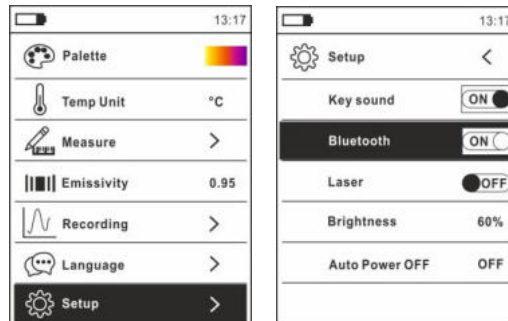 13:17
Palette
Temp Unit °C
Measure >
Emissivity 0.95
Recording >
Language >
Setup >
13:17
Setup <
Key sound ON
Bluetooth ON
Laser OFF
Brightness 60%
Auto Power OFF OFF